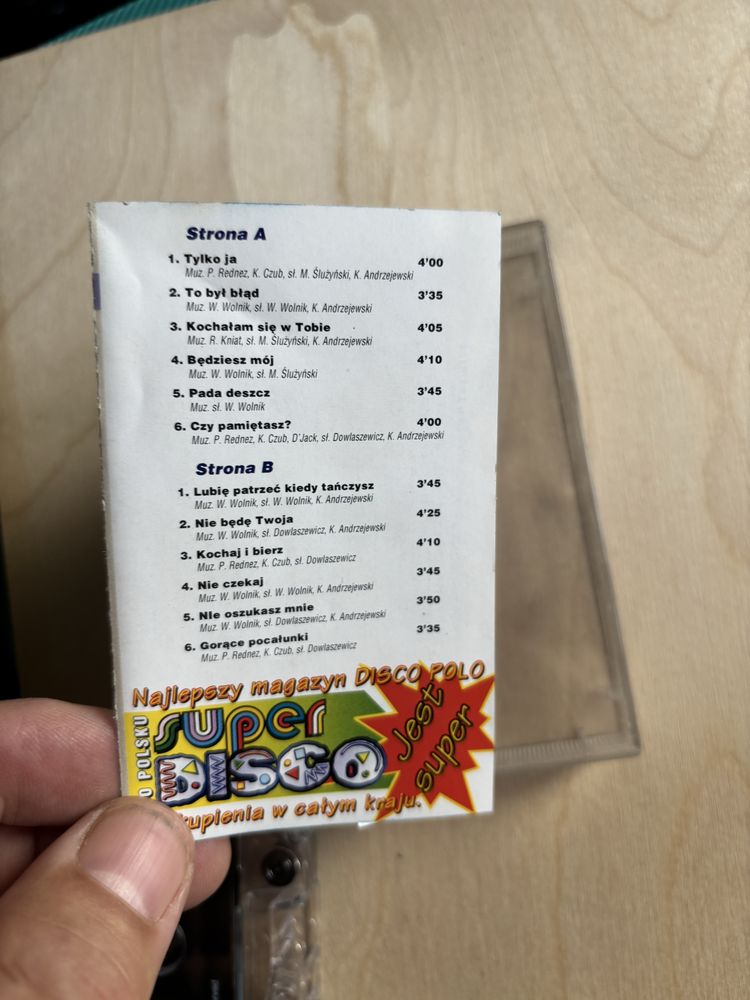 Strona A
1. Tylko ja 4'00
Muz. P. Rednez, K. Czub, sł. M. Ślużyński, K. Andrzejewski
2. To był błąd 3'35
Muz. W. Wolnik, sł. W. Wolnik, K. Andrzejewski
3. Kochałam się w Tobie 4'05
Muz. R. Kniat, sł. M. Ślużyński, K. Andrzejewski
4. Będziesz mój 4'10
Muz. W. Wolnik, sł. M. Ślużyński
5. Pada deszcz 3'45
Muz. sł. W. Wolnik
6. Czy pamiętasz? 4'00
Muz. P. Rednez, K. Czub, D'Jack, sł. Dowlaszewicz, K. Andrzejewski
Strona B
1. Lubię patrzeć kiedy tańczysz 3'45
Muz. W. Wolnik, sł. W. Wolnik, K. Andrzejewski
2. Nie będę Twoja 4'25
Muz. W. Wolnik, sł. Dowlaszewicz, K. Andrzejewski
3. Kochaj i bierz 4'10
Muz. P. Rednez, K. Czub, sł. Dowlaszewicz
4. Nie czekaj 3'45
Muz. W. Wolnik, sł. W. Wolnik, K. Andrzejewski
5. Nie oszukasz mnie 3'50
Muz. W. Wolnik, sł. Dowlaszewicz, K. Andrzejewski
6. Gorące pocałunki 3'35
Muz. P. Rednez, K. Czub, sł. Dowlaszewicz
Najlepszy magazyn DISCO POLO
PO POLSKU
super
DISCO
Jest
super
w całym kraju.